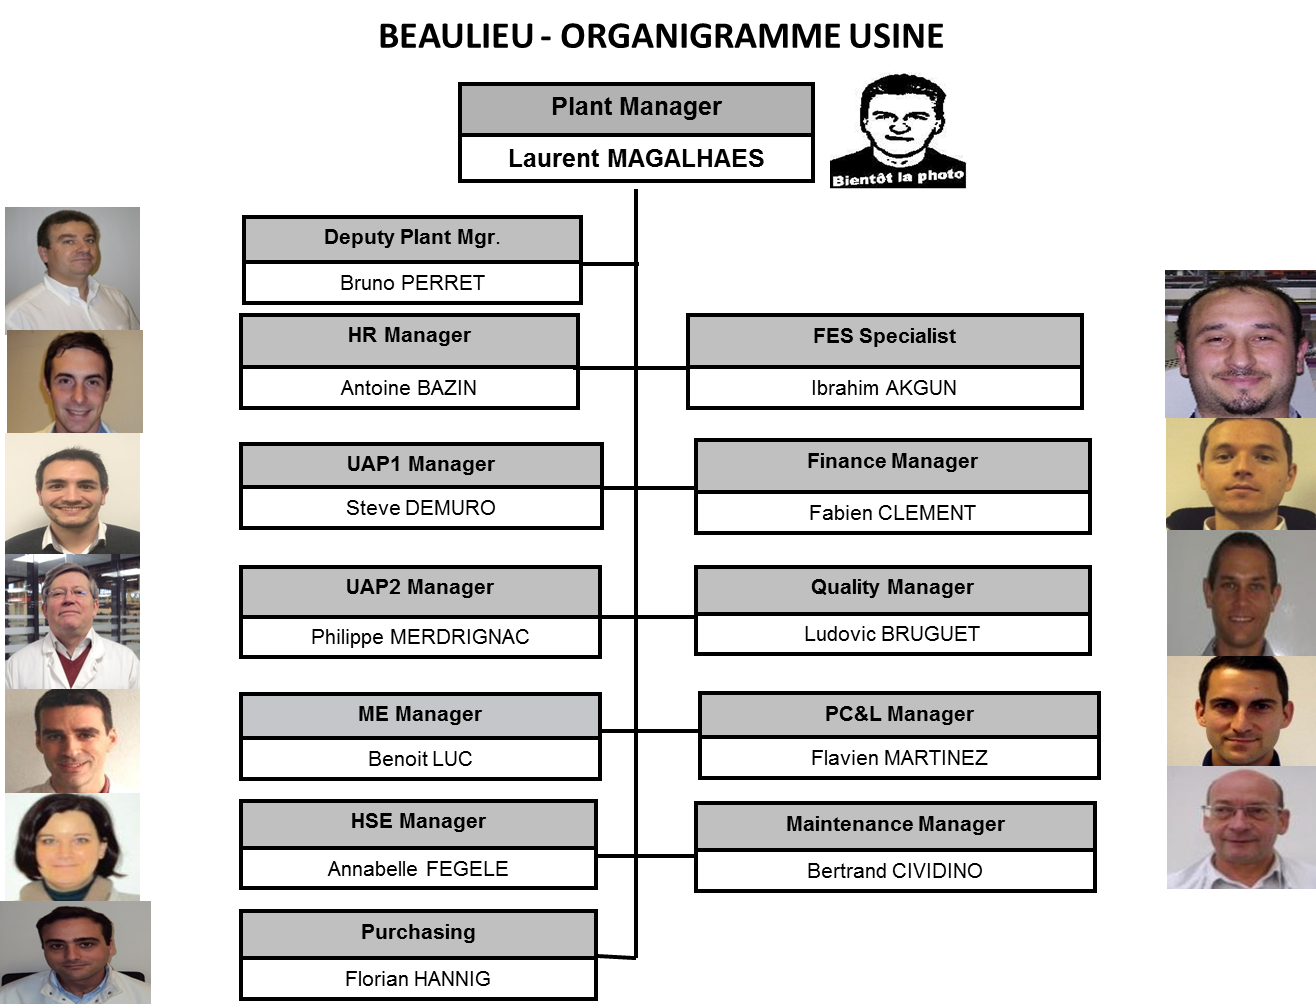 BEAULIEU - ORGANIGRAMME USINE
Plant Manager
Laurent MAGALHAES
Bientôt la photo
Deputy Plant Mgr.
Bruno PERRET
HR Manager
Antoine BAZIN
FES Specialist
Ibrahim AKGUN
UAP1 Manager
Steve DEMURO
Finance Manager
Fabien CLEMENT
UAP2 Manager
Philippe MERDRIGNAC
Quality Manager
Ludovic BRUGUET
ME Manager
Benoit LUC
PC&L Manager
Flavien MARTINEZ
HSE Manager
Annabelle FEGELE
Maintenance Manager
Bertrand CIVIDINO
Purchasing
Florian HANNIG